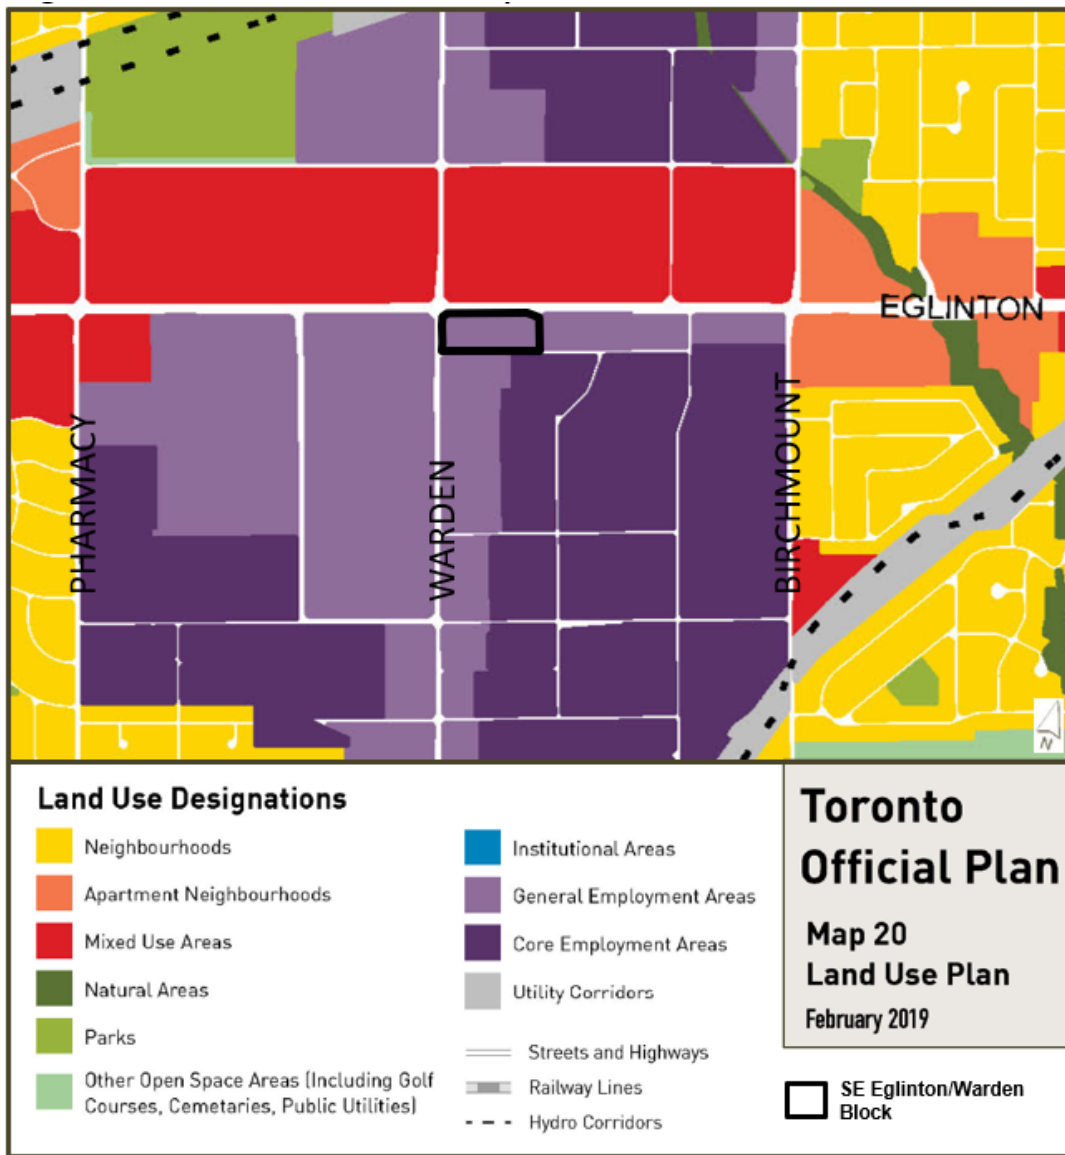 EGLINTON
PHARMACY
WARDEN
BIRCHMOUNT
N
Land Use Designations
Neighbourhoods
Apartment Neighbourhoods
Mixed Use Areas
Natural Areas
Parks
Other Open Space Areas (Including Golf
Courses, Cemetaries, Public Utilities)
Institutional Areas
General Employment Areas
Core Employment Areas
Utility Corridors
Streets and Highways
Railway Lines
Hydro Corridors
Toronto
Official Plan
Map 20
Land Use Plan
February 2019
SE Eglinton/Warden
Block